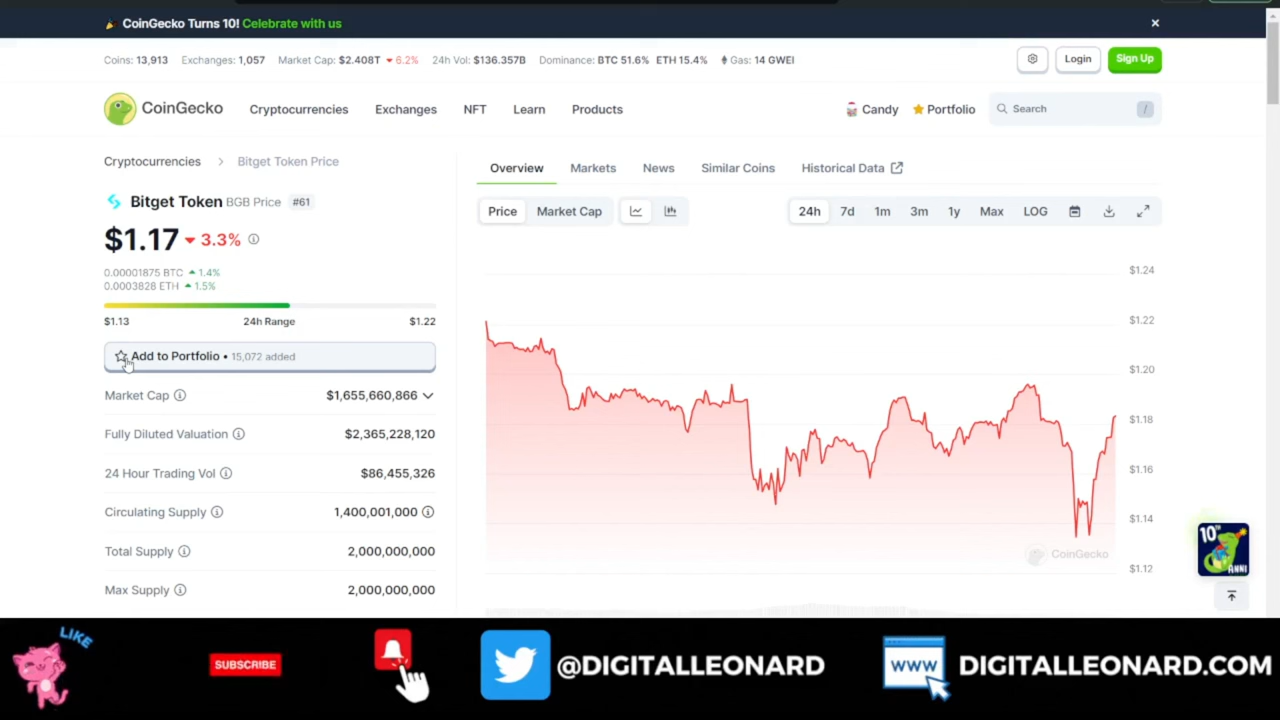 CoinGecko Turns 10! Celebrate with us
Coins: 13,913 Exchanges: 1,057 Market Cap: $2.408T 6.2% 24h Vol: $136.357B Dominance: BTC 51.6% ETH 15.4% Gas: 14 GWEI
Login
Sign Up
CoinGecko
Cryptocurrencies Exchanges NFT Learn Products
Candy Portfolio
Search /
Cryptocurrencies > Bitget Token Price
Bitget Token BGB Price #61
$1.17 3.3%
0.00001875 BTC 1.4%
0.0003828 ETH 1.5%
$1.13 24h Range $1.22
Add to Portfolio • 15,072 added
Market Cap $1,655,660,866
Fully Diluted Valuation $2,365,228,120
24 Hour Trading Vol $86,455,326
Circulating Supply 1,400,001,000
Total Supply 2,000,000,000
Max Supply 2,000,000,000
Overview Markets News Similar Coins Historical Data
Price Market Cap
24h 7d 1m 3m 1y Max LOG
$1.24
$1.22
$1.20
$1.18
$1.16
$1.14
$1.12
CoinGecko
10TH
ANNI
LIKE
SUBSCRIBE
@DIGITALLEONARD
WWW
DIGITALLEONARD.COM